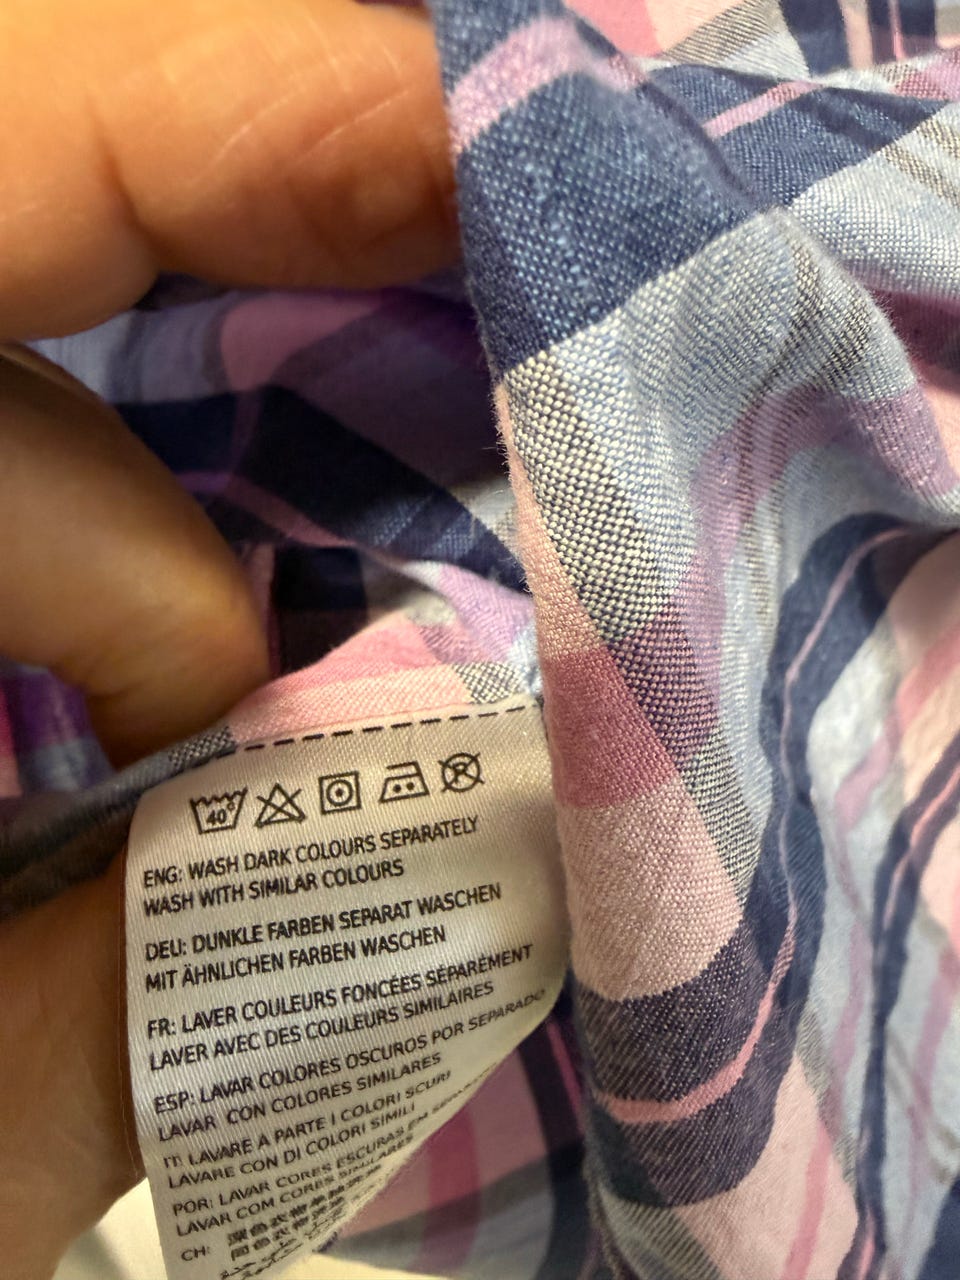 40°
ENG: WASH DARK COLOURS SEPARATELY
WASH WITH SIMILAR COLOURS
DEU: DUNKLE FARBEN SEPARAT WASCHEN
MIT ÄHNLICHEN FARBEN WASCHEN
FR: LAVER COULEURS FONCÉES SÉPARÉMENT
LAVER AVEC DES COULEURS SIMILAIRES
ESP: LAVAR COLORES OSCUROS POR SEPARADO
LAVAR CON COLORES SIMILARES
IT: LAVARE A PARTE I COLORI SCURI
LAVARE CON DI COLORI SIMILI
POR: LAVAR CORES ESCURAS EM
LAVAR COM CORES
CH: